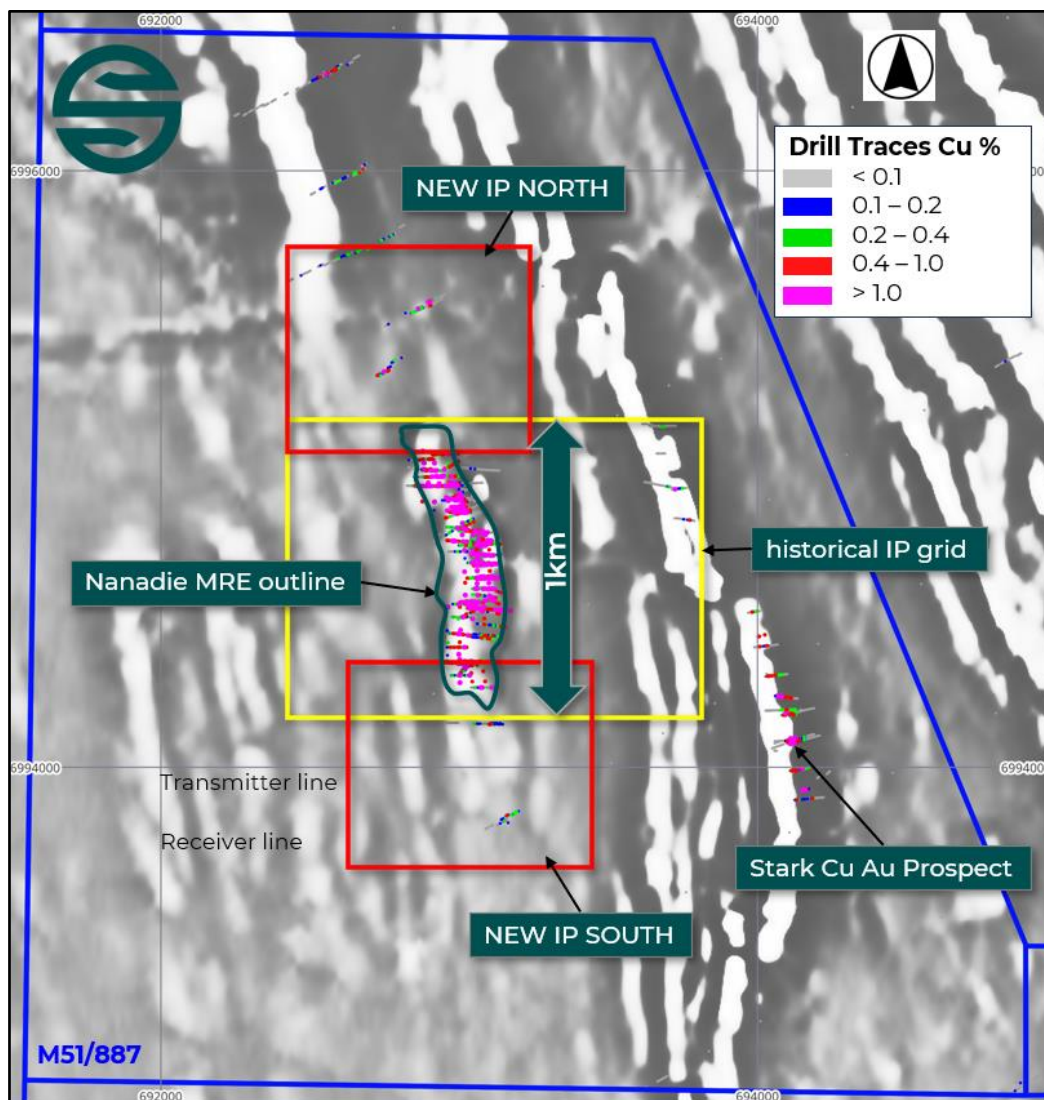 692000
694000
Drill Traces Cu %
< 0.1
0.1 – 0.2
0.2 – 0.4
0.4 – 1.0
> 1.0
6996000
NEW IP NORTH
1km
historical IP grid
Nanadie MRE outline
6994000
6994000
Transmitter line
Receiver line
Stark Cu Au Prospect
NEW IP SOUTH
M51/887
692000
694000